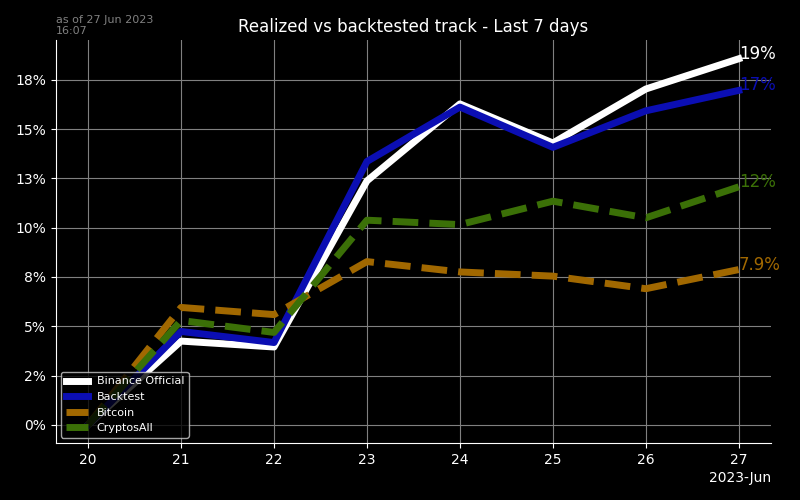 as of 27 Jun 2023
16:07
Realized vs backtested track - Last 7 days
19%
17%
12%
7.9%
18%
15%
13%
10%
8%
5%
2%
0%
Binance Official
Backtest
Bitcoin
CryptosAll
20 21 22 23 24 25 26 27
2023-Jun